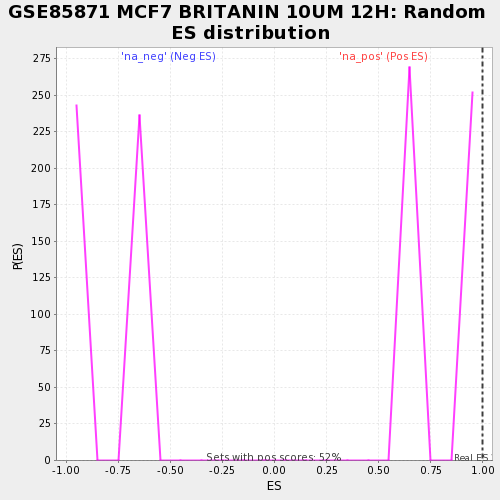 GSE85871 MCF7 BRITANIN 10UM 12H: Random
ES distribution
'na_neg' (Neg ES)
'na_pos' (Pos ES)
P(ES)
275
250
225
200
175
150
125
100
75
50
25
0
Sets with pos scores: 52%
Real ES
-1.00 -0.75 -0.50 -0.25 0.00 0.25 0.50 0.75 1.00
ES